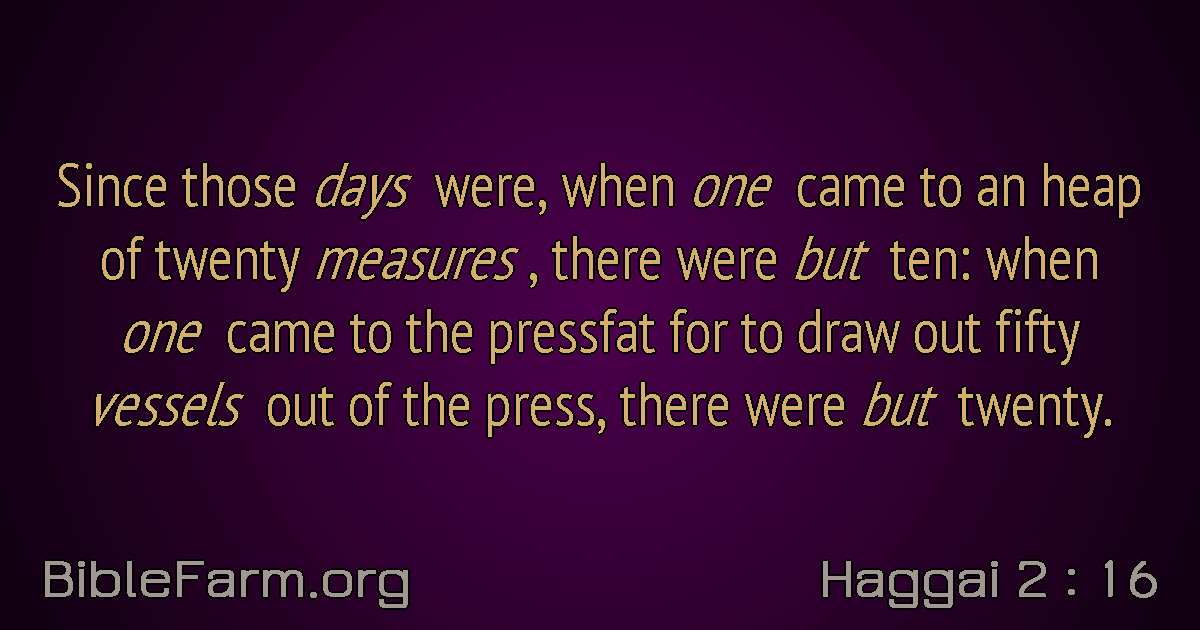 Since those days were, when one came to an heap
of twenty measures , there were but ten: when
one came to the pressfat for to draw out fifty
vessels out of the press, there were but twenty.
BibleFarm.org
Haggai 2 : 16